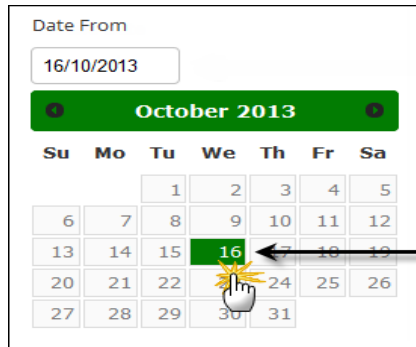 Date From
16/10/2013
October 2013
Su Mo Tu We Th Fr Sa
1 2 3 4 5
6 7 8 9 10 11 12
13 14 15 16 17 18 19
20 21 22 24 25 26
27 28 29 30 31